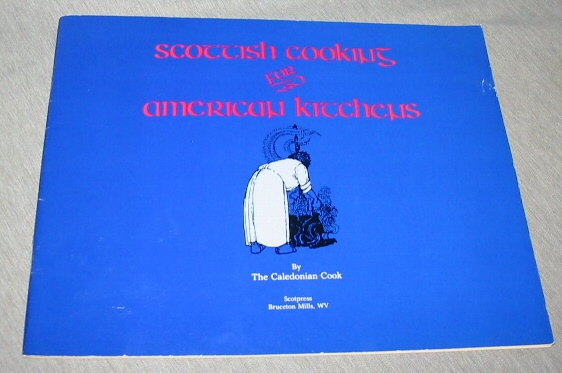 Scottish Cooking
for
American Kitchens
By
The Caledonian Cook
Scotpress
Bruceton Mills, WV